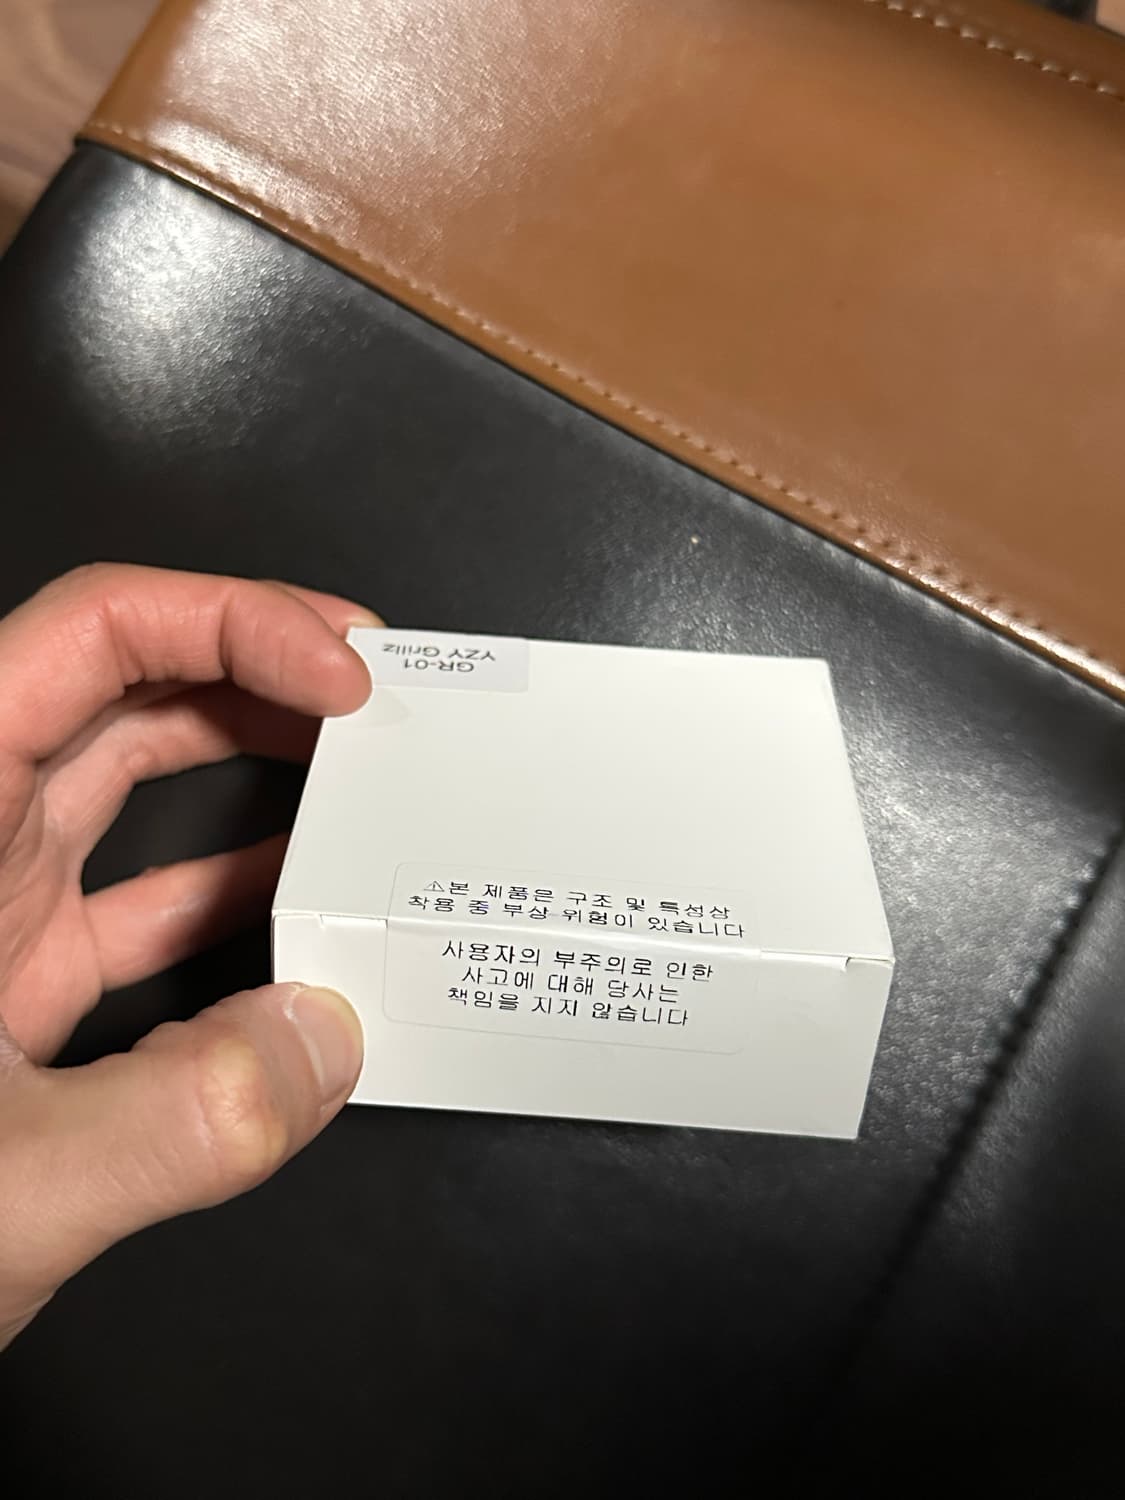 GR-01
YZY Grillz
⚠본 제품은 구조 및 특성상
착용 중 부상 위험이 있습니다
사용자의 부주의로 인한
사고에 대해 당사는
책임을 지지 않습니다